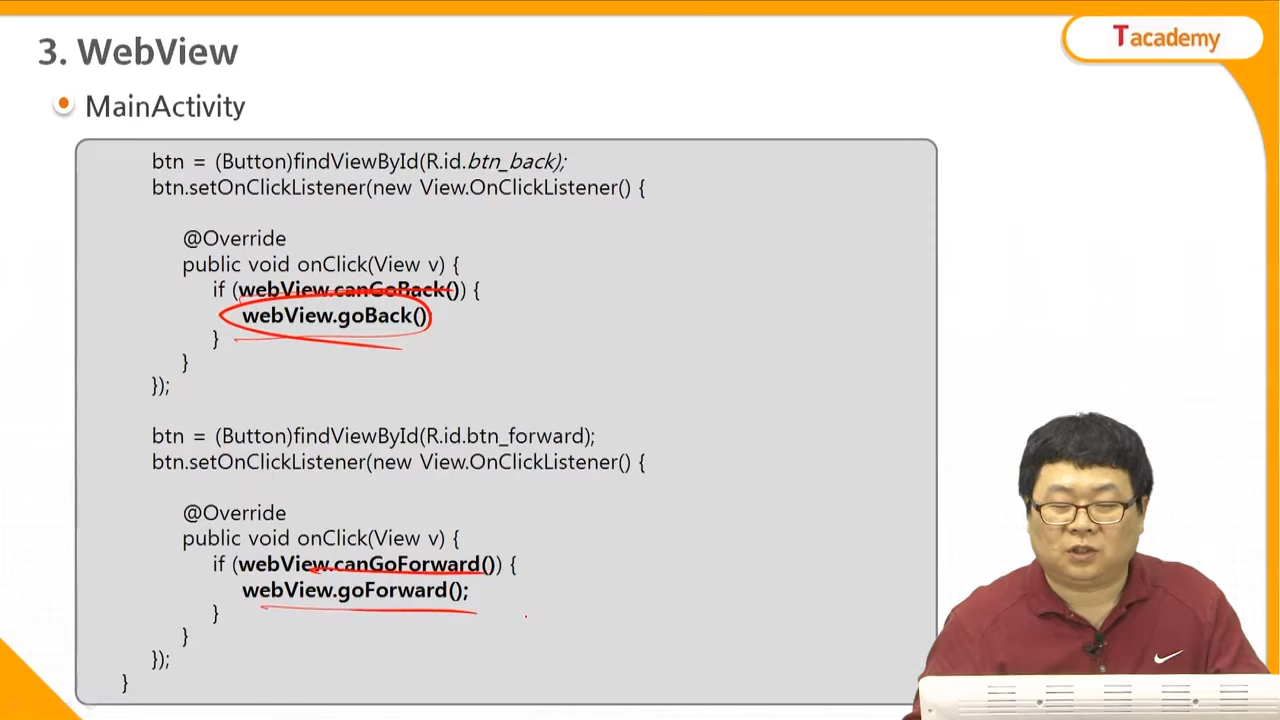 3. WebView
Tacademy
MainActivity
btn = (Button)findViewById(R.id.btn_back);
btn.setOnClickListener(new View.OnClickListener() {
@Override
public void onClick(View v) {
if (webView.canGoBack()) {
webView.goBack()
}
}
});
btn = (Button)findViewById(R.id.btn_forward);
btn.setOnClickListener(new View.OnClickListener() {
@Override
public void onClick(View v) {
if (webView.canGoForward()) {
webView.goForward();
}
}
});
}